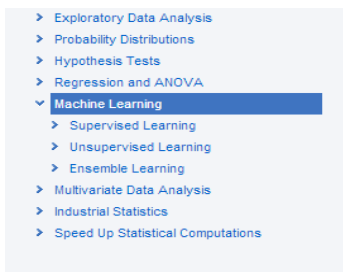 Exploratory Data Analysis
Probability Distributions
Hypothesis Tests
Regression and ANOVA
Machine Learning
Supervised Learning
Unsupervised Learning
Ensemble Learning
Multivariate Data Analysis
Industrial Statistics
Speed Up Statistical Computations